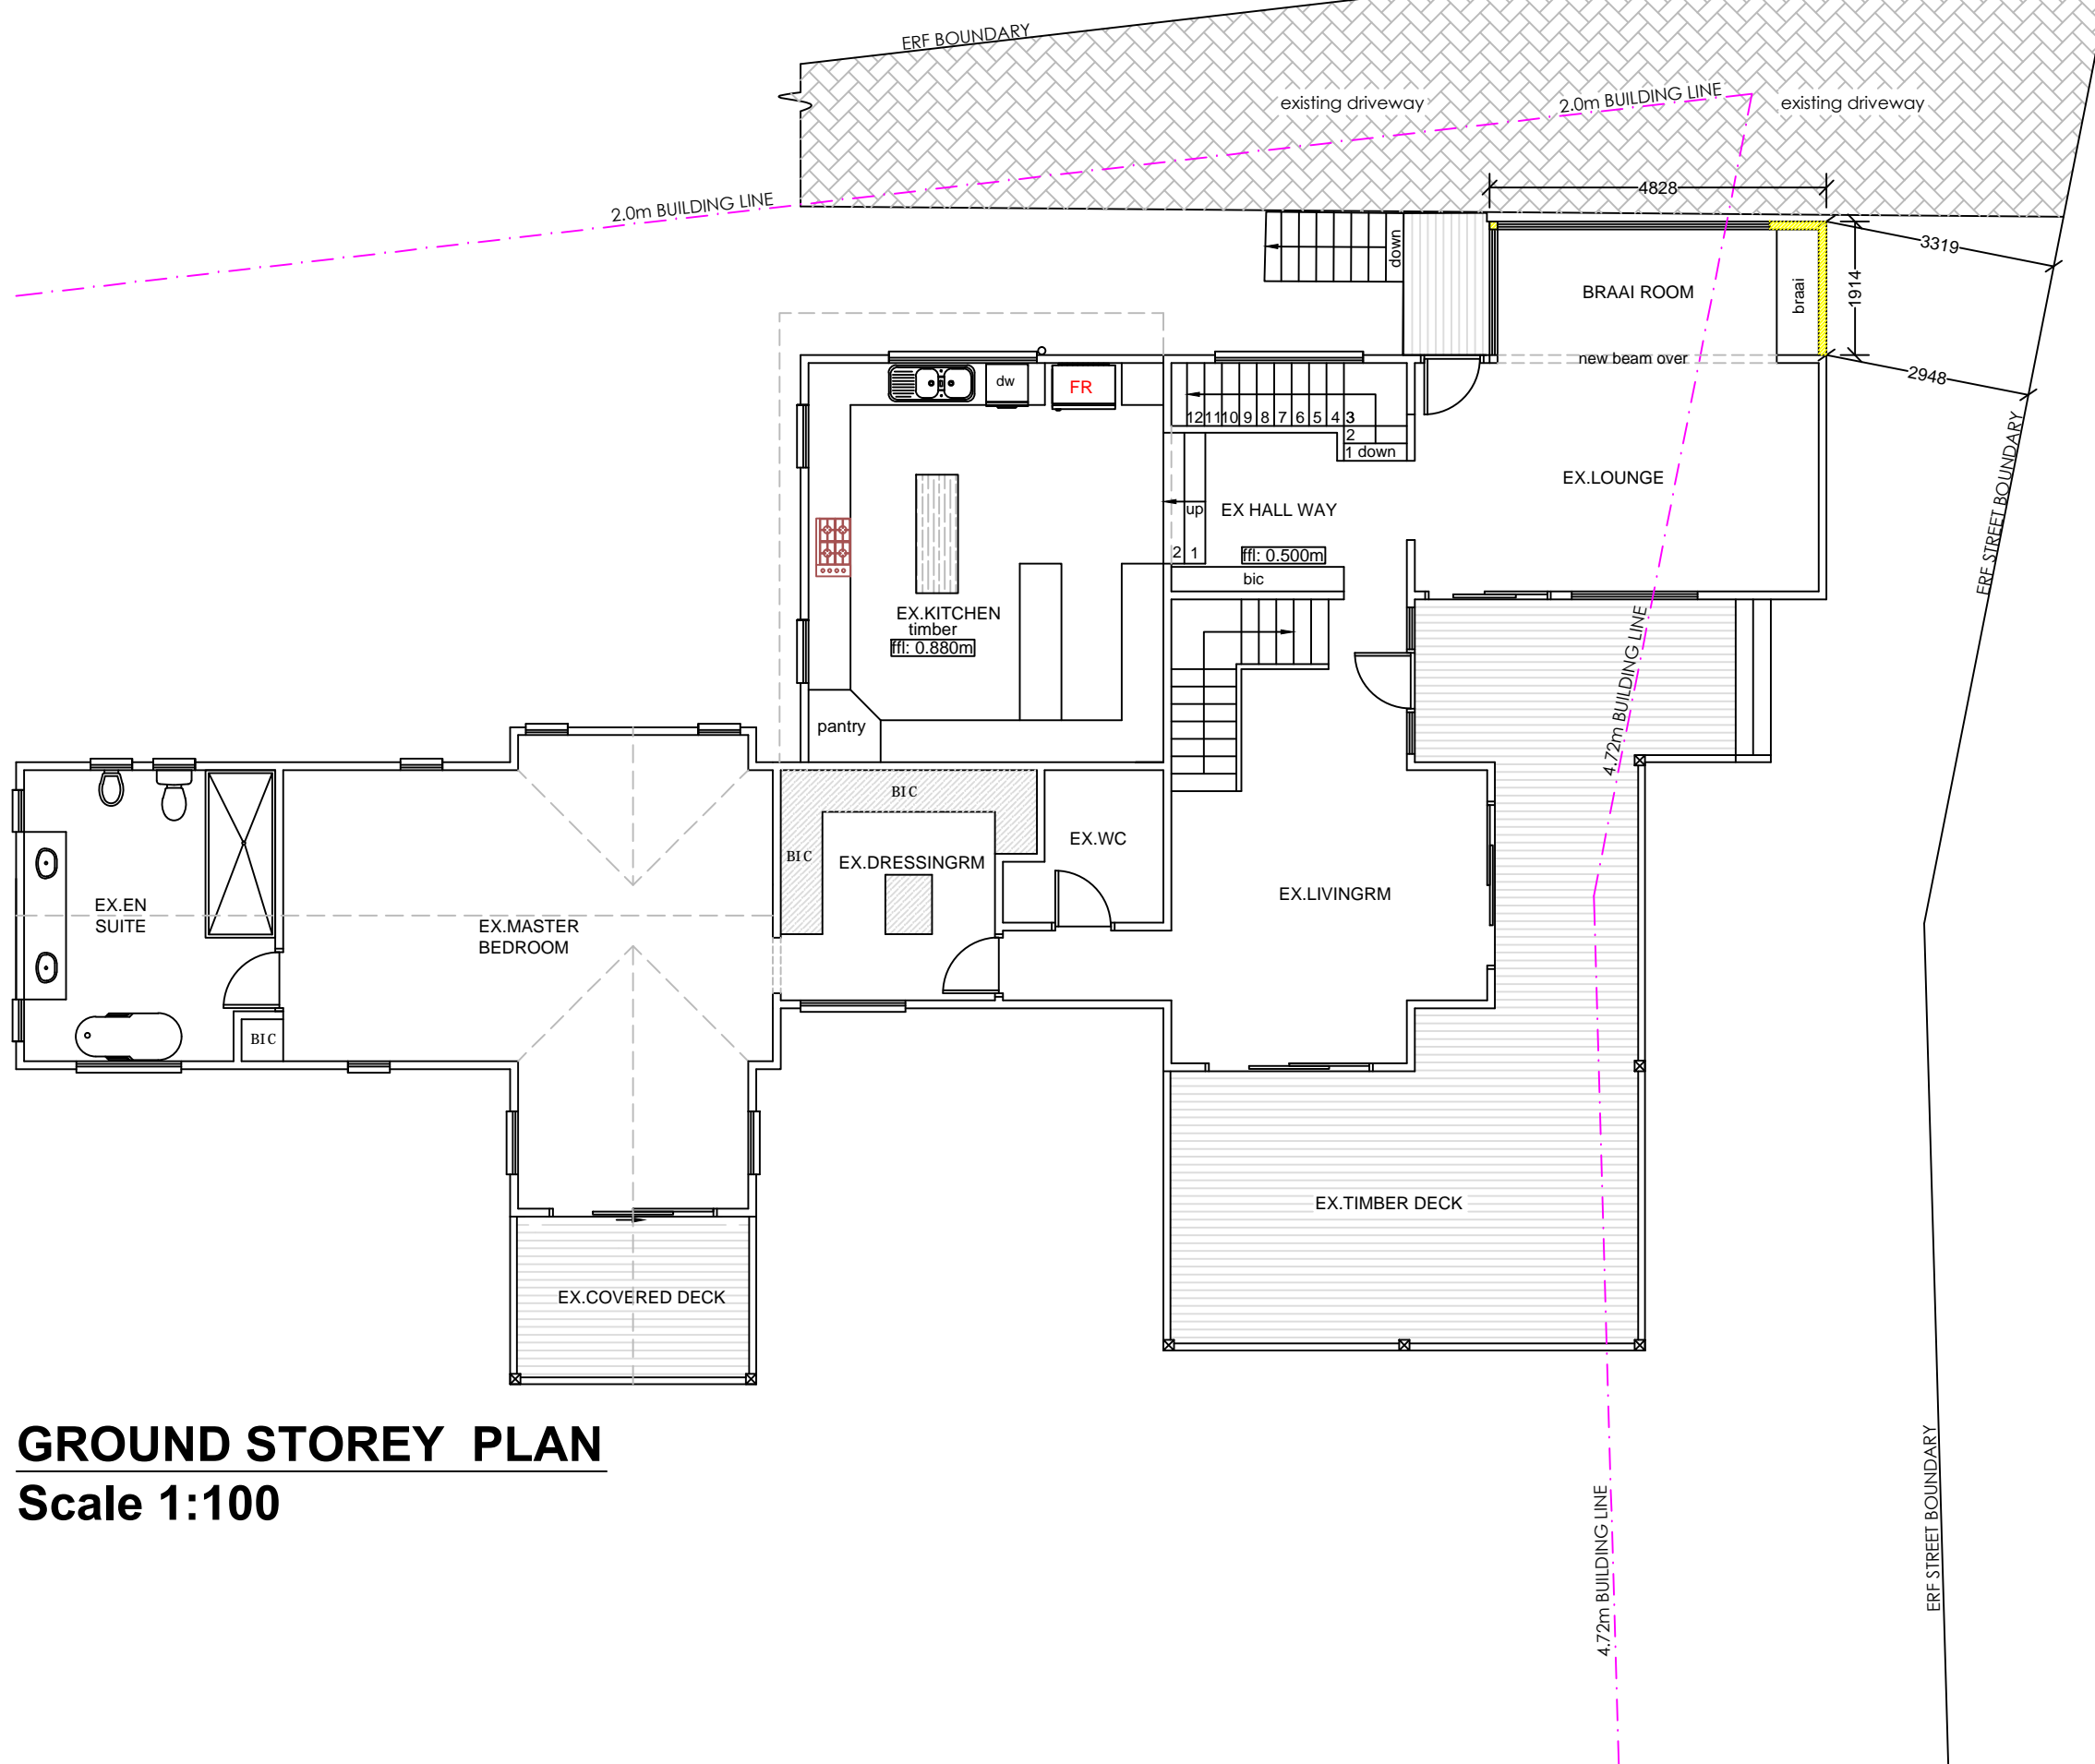 ERF BOUNDARY
existing driveway
2.0m BUILDING LINE
existing driveway
2.0m BUILDING LINE
4828
down
3319
BRAAI ROOM
braai
1914
new beam over
2948
dw
FR
12 11 10 9 8 7 6 5 4 3
2
1 down
ERF STREET BOUNDARY
EX.LOUNGE
up
EX HALL WAY
2 1
ffl: 0.500m
bic
EX.KITCHEN
timber
ffl: 0.880m
4.72m BUILDING LINE
pantry
BIC
BIC
EX.DRESSINGRM
EX.WC
EX.LIVINGRM
EX.EN
SUITE
EX.MASTER
BEDROOM
BIC
EX.TIMBER DECK
EX.COVERED DECK
GROUND STOREY PLAN
Scale 1:100
4.72m BUILDING LINE
ERF STREET BOUNDARY